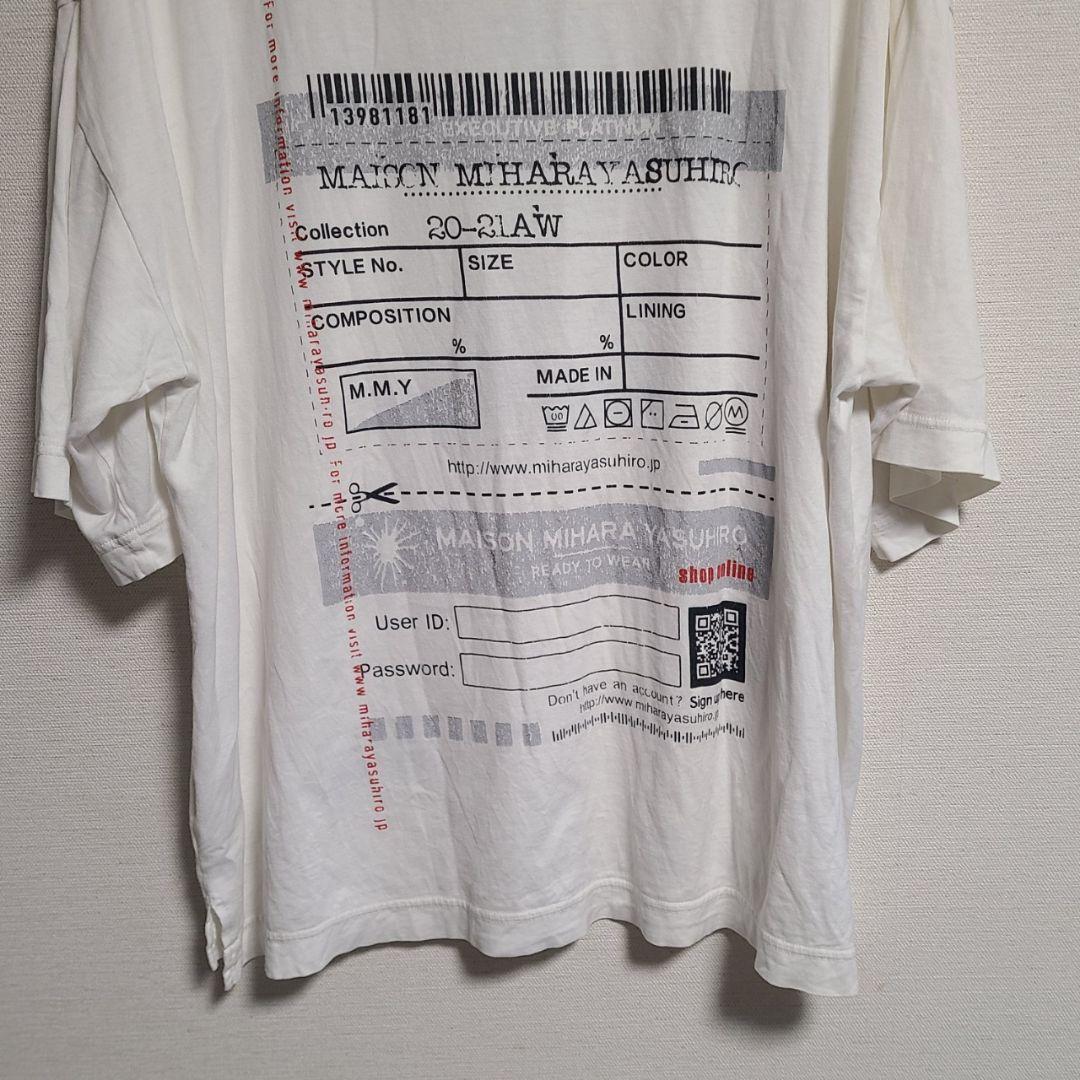 13981181
EXECUTIVE PLATINUM
MAISON MIHARAYASUHIRO
Collection 20-21AW
STYLE No. SIZE COLOR
COMPOSITION LINING
% %
M.M.Y MADE IN
M
http://www.miharayasuhiro.jp
MAISON MIHARA YASUHIRO
READY TO WEAR
shop online
User ID:
Password:
Don't have an account? Sign up here
http://www.miharayasuhiro.jp
For more information visit www.miharayasuhiro.jp For more information visit www.miharayasuhiro.jp